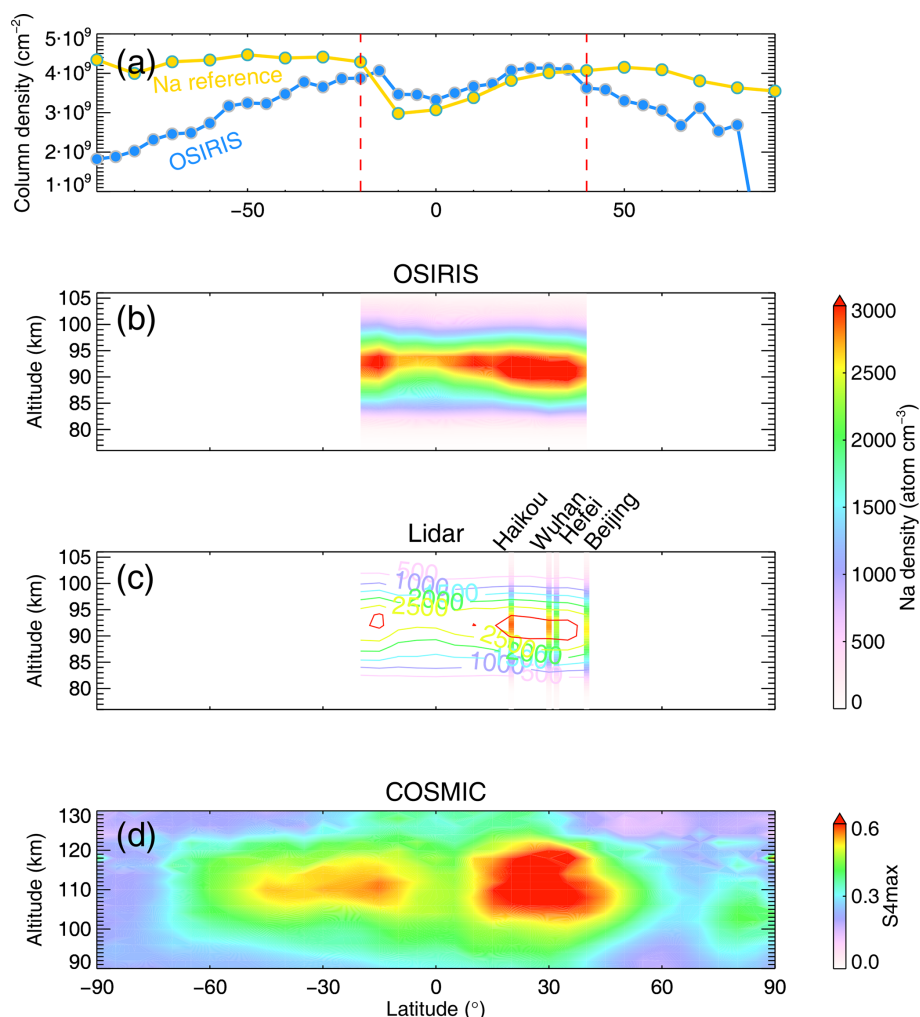 (a)
Column density (cm⁻²)
5·10⁹
4·10⁹
3·10⁹
2·10⁹
1·10⁹
Na reference
OSIRIS
−50 0 50
OSIRIS
(b)
Altitude (km)
105
100
95
90
85
80
Lidar
Haikou
Wuhan
Hefei
Beijing
(c)
Altitude (km)
105
100
95
90
85
80
500
1000
2000
2500
2500
2000
1000
500
3000
2500
2000
1500
1000
500
0
Na density (atom cm⁻³)
COSMIC
(d)
Altitude (km)
130
120
110
100
90
−90 −60 −30 0 30 60 90
Latitude (°)
0.6
0.3
0.0
S4max